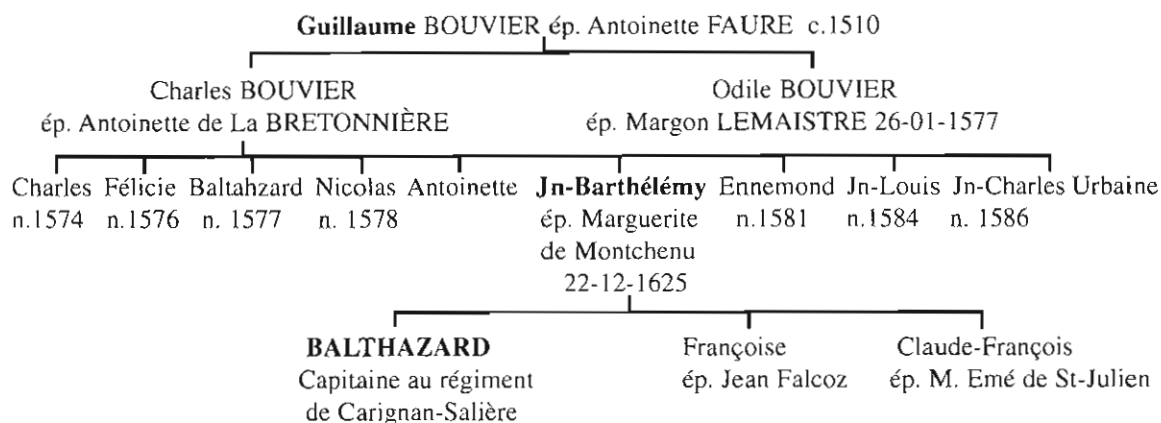 Guillaume BOUVIER ép. Antoinette FAURE c.1510
Charles BOUVIER Odile BOUVIER
ép. Antoinette de La BRETONNIÈRE ép. Margon LEMAISTRE 26-01-1577
Charles Félicie Baltahzard Nicolas Antoinette Jn-Barthélémy Ennemond Jn-Louis Jn-Charles Urbaine
n.1574 n.1576 n. 1577 n. 1578 ép. Marguerite n.1581 n.1584 n. 1586
de Montchenu
22-12-1625
BALTHAZARD Françoise Claude-François
Capitaine au régiment ép. Jean Falcoz ép. M. Emé de St-Julien
de Carignan-Salière